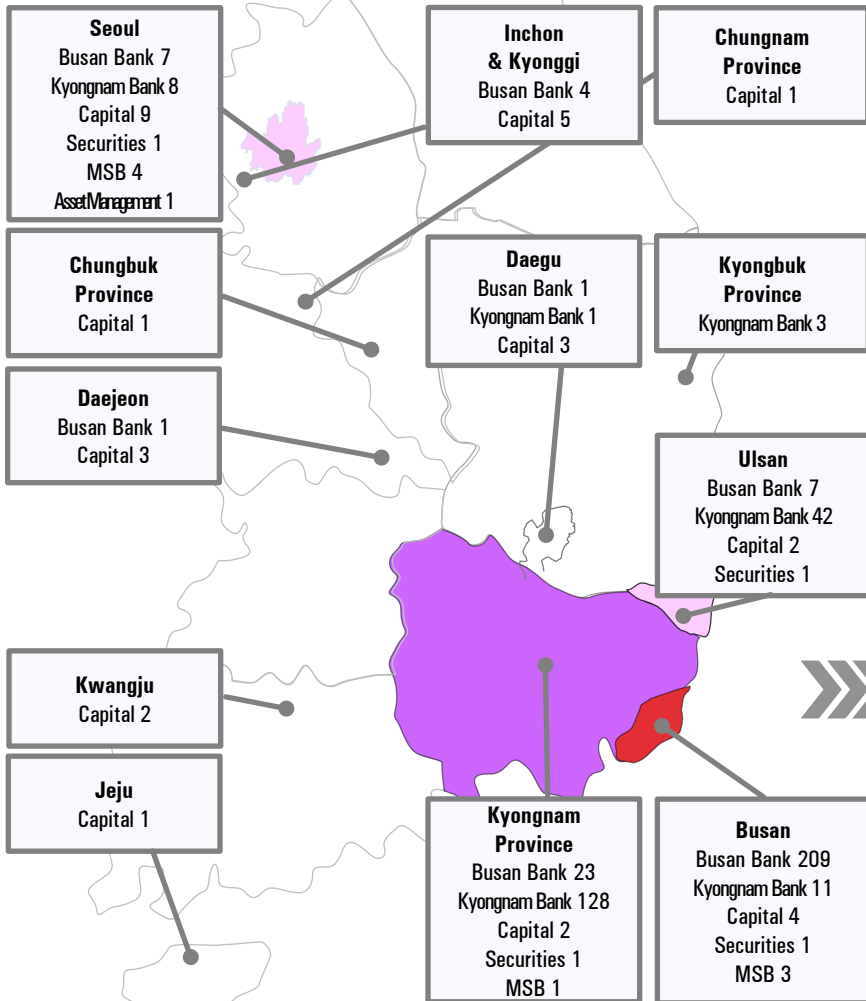 Seoul
Busan Bank 7
Kyongnam Bank 8
Capital 9
Securities 1
MSB 4
AssetManagement 1
Inchon
& Kyonggi
Busan Bank 4
Capital 5
Chungnam
Province
Capital 1
Chungbuk
Province
Capital 1
Daegu
Busan Bank 1
Kyongnam Bank 1
Capital 3
Kyongbuk
Province
Kyongnam Bank 3
Daejeon
Busan Bank 1
Capital 3
Ulsan
Busan Bank 7
Kyongnam Bank 42
Capital 2
Securities 1
Kwangju
Capital 2
Jeju
Capital 1
Kyongnam
Province
Busan Bank 23
Kyongnam Bank 128
Capital 2
Securities 1
MSB 1
Busan
Busan Bank 209
Kyongnam Bank 11
Capital 4
Securities 1
MSB 3